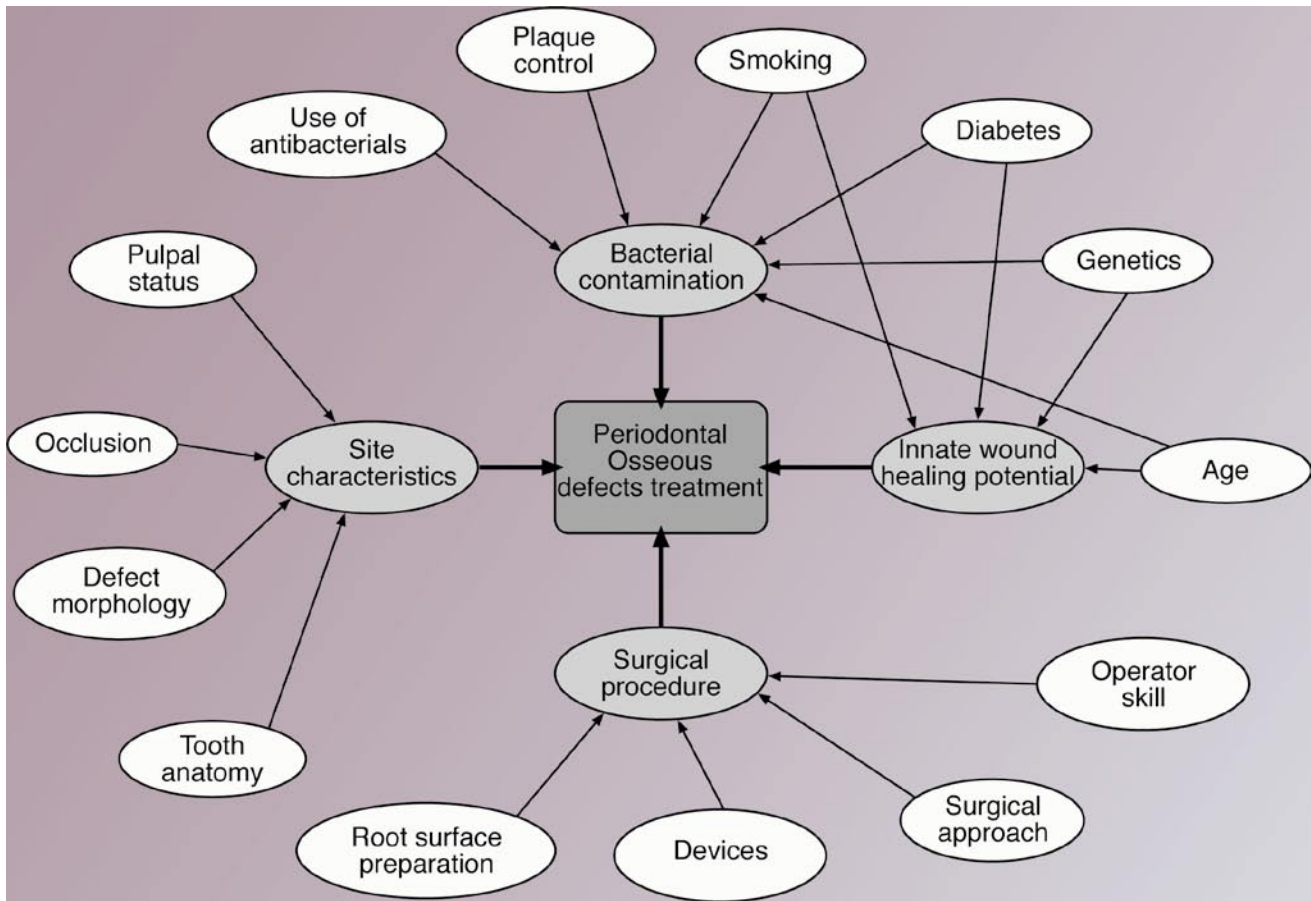 Plaque
control
Smoking
Use of
antibacterials
Diabetes
Pulpal
status
Bacterial
contamination
Genetics
Occlusion
Site
characteristics
Periodontal
Osseous
defects treatment
Innate wound
healing potential
Age
Defect
morphology
Surgical
procedure
Operator
skill
Tooth
anatomy
Root surface
preparation
Devices
Surgical
approach